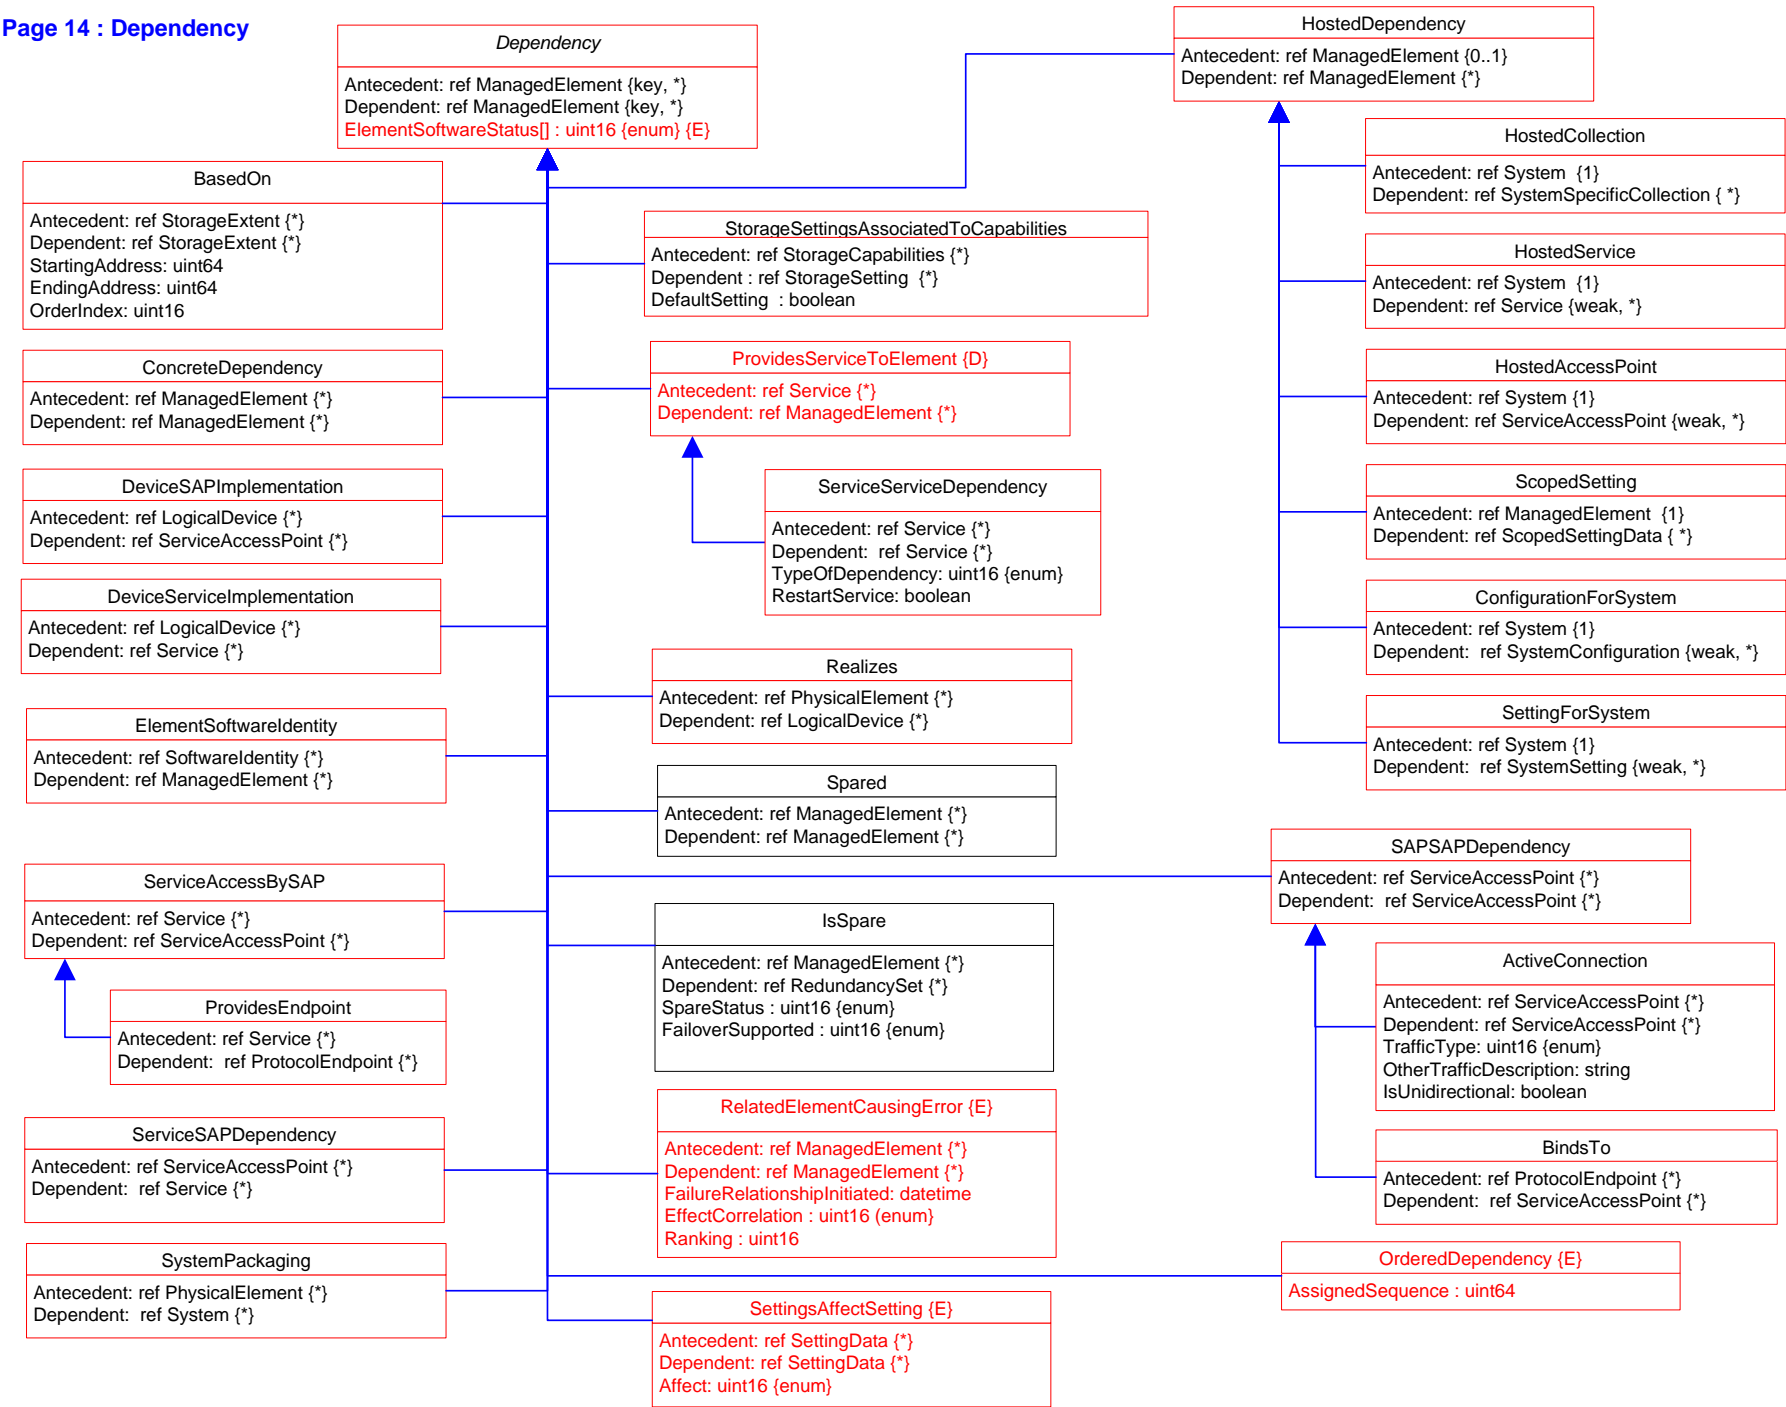 Page 14 : Dependency
Dependency
Antecedent: ref ManagedElement {key, *}
Dependent: ref ManagedElement {key, *}
ElementSoftwareStatus[] : uint16 {enum} {E}
HostedDependency
Antecedent: ref ManagedElement {0..1}
Dependent: ref ManagedElement {*}
BasedOn
Antecedent: ref StorageExtent {*}
Dependent: ref StorageExtent {*}
StartingAddress: uint64
EndingAddress: uint64
OrderIndex: uint16
ConcreteDependency
Antecedent: ref ManagedElement {*}
Dependent: ref ManagedElement {*}
DeviceSAPImplementation
Antecedent: ref LogicalDevice {*}
Dependent: ref ServiceAccessPoint {*}
DeviceServiceImplementation
Antecedent: ref LogicalDevice {*}
Dependent: ref Service {*}
ElementSoftwareIdentity
Antecedent: ref SoftwareIdentity {*}
Dependent: ref ManagedElement {*}
ServiceAccessBySAP
Antecedent: ref Service {*}
Dependent: ref ServiceAccessPoint {*}
ProvidesEndpoint
Antecedent: ref Service {*}
Dependent:  ref ProtocolEndpoint {*}
ServiceSAPDependency
Antecedent: ref ServiceAccessPoint {*}
Dependent:  ref Service {*}
SystemPackaging
Antecedent: ref PhysicalElement {*}
Dependent:  ref System {*}
StorageSettingsAssociatedToCapabilities
Antecedent: ref StorageCapabilities {*}
Dependent : ref StorageSetting  {*}
DefaultSetting  : boolean
ProvidesServiceToElement {D}
Antecedent: ref Service {*}
Dependent: ref ManagedElement {*}
ServiceServiceDependency
Antecedent: ref Service {*}
Dependent:  ref Service {*}
TypeOfDependency: uint16 {enum}
RestartService: boolean
Realizes
Antecedent: ref PhysicalElement {*}
Dependent: ref LogicalDevice {*}
Spared
Antecedent: ref ManagedElement {*}
Dependent: ref ManagedElement {*}
IsSpare
Antecedent: ref ManagedElement {*}
Dependent: ref RedundancySet {*}
SpareStatus : uint16 {enum}
FailoverSupported : uint16 {enum}
RelatedElementCausingError {E}
Antecedent: ref ManagedElement {*}
Dependent: ref ManagedElement {*}
FailureRelationshipInitiated: datetime
EffectCorrelation : uint16 (enum}
Ranking : uint16
SettingsAffectSetting {E}
Antecedent: ref SettingData {*}
Dependent: ref SettingData {*}
Affect: uint16 {enum}
HostedCollection
Antecedent: ref System  {1}
Dependent: ref SystemSpecificCollection { *}
HostedService
Antecedent: ref System  {1}
Dependent: ref Service {weak, *}
HostedAccessPoint
Antecedent: ref System {1}
Dependent: ref ServiceAccessPoint {weak, *}
ScopedSetting
Antecedent: ref ManagedElement  {1}
Dependent: ref ScopedSettingData { *}
ConfigurationForSystem
Antecedent: ref System {1}
Dependent:  ref SystemConfiguration {weak, *}
SettingForSystem
Antecedent: ref System {1}
Dependent:  ref SystemSetting {weak, *}
SAPSAPDependency
Antecedent: ref ServiceAccessPoint {*}
Dependent:  ref ServiceAccessPoint {*}
ActiveConnection
Antecedent: ref ServiceAccessPoint {*}
Dependent: ref ServiceAccessPoint {*}
TrafficType: uint16 {enum}
OtherTrafficDescription: string
IsUnidirectional: boolean
BindsTo
Antecedent: ref ProtocolEndpoint {*}
Dependent:  ref ServiceAccessPoint {*}
OrderedDependency {E}
AssignedSequence : uint64